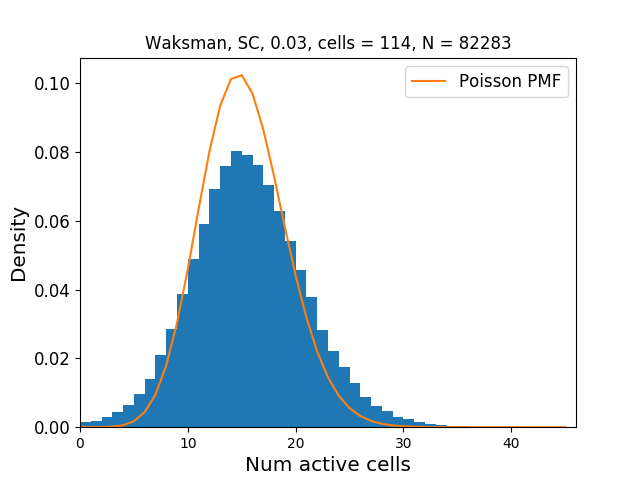 Waksman, SC, 0.03, cells = 114, N = 82283
Poisson PMF
Density
0.10
0.08
0.06
0.04
0.02
0.00
0 10 20 30 40
Num active cells